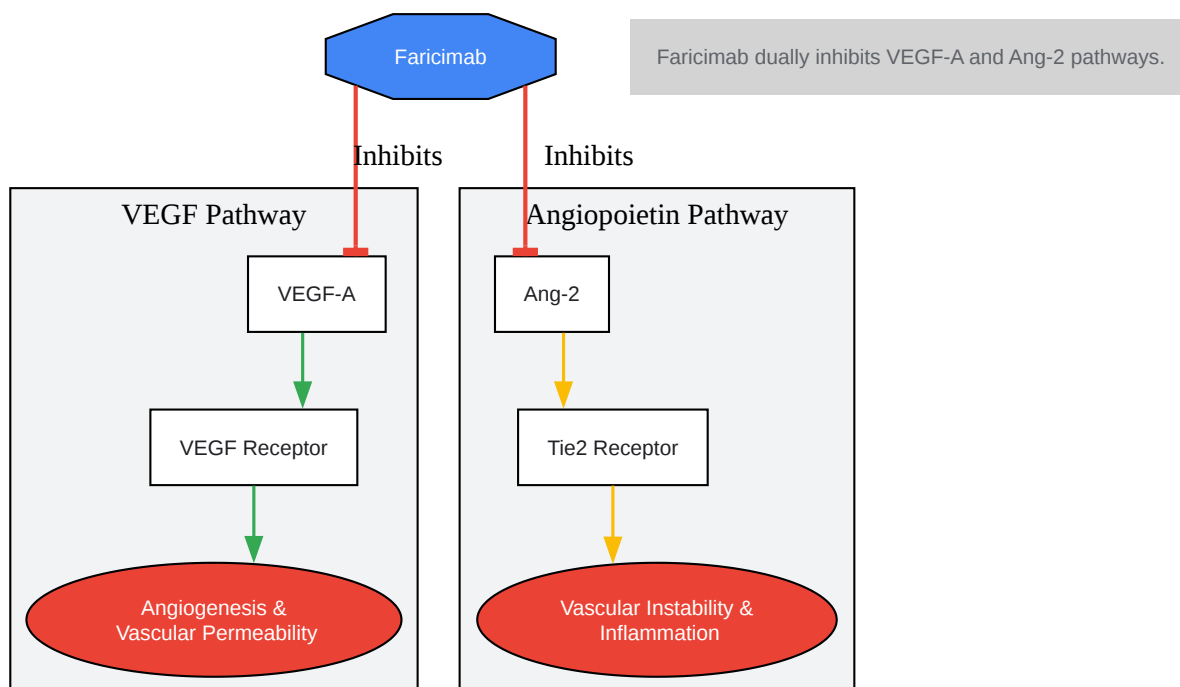 Faricimab
Faricimab dually inhibits VEGF-A and Ang-2 pathways.
Inhibits
Inhibits
VEGF Pathway
Angiopoietin Pathway
VEGF-A
Ang-2
VEGF Receptor
Tie2 Receptor
Angiogenesis &
Vascular Permeability
Vascular Instability &
Inflammation